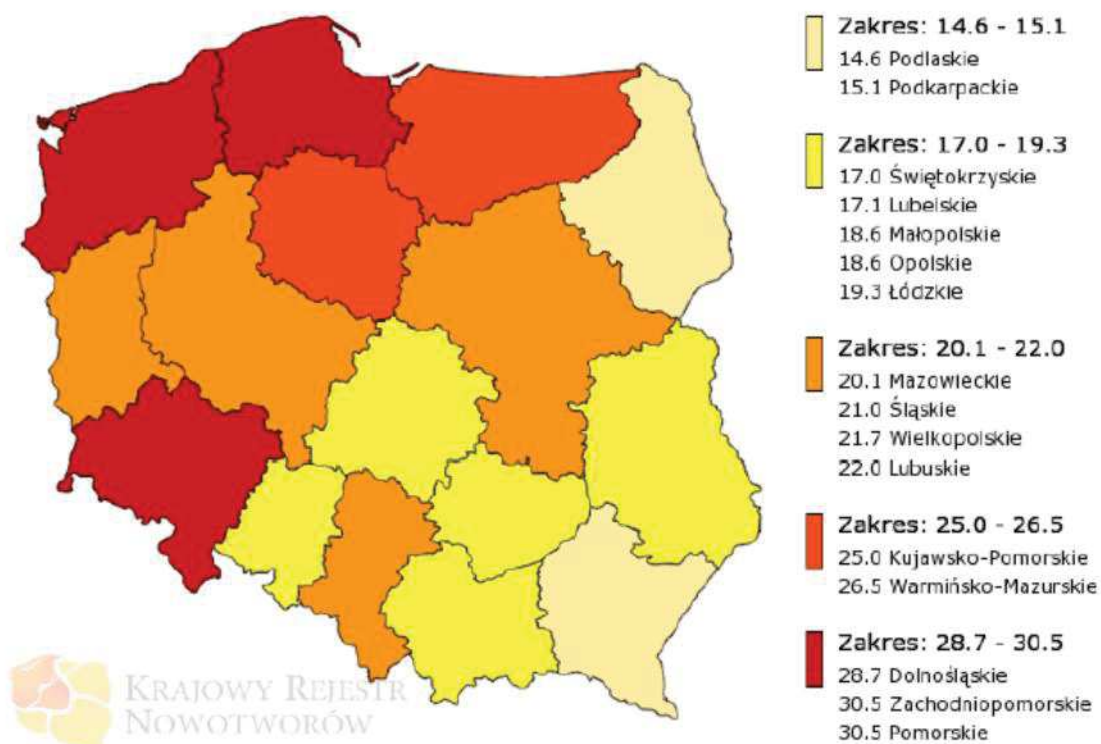 Zakres: 14.6 - 15.1
14.6 Podlaskie
15.1 Podkarpackie
Zakres: 17.0 - 19.3
17.0 Świętokrzyskie
17.1 Lubelskie
18.6 Małopolskie
18.6 Opolskie
19.3 Łódzkie
Zakres: 20.1 - 22.0
20.1 Mazowieckie
21.0 Śląskie
21.7 Wielkopolskie
22.0 Lubuskie
Zakres: 25.0 - 26.5
25.0 Kujawsko-Pomorskie
26.5 Warmińsko-Mazurskie
Zakres: 28.7 - 30.5
28.7 Dolnośląskie
30.5 Zachodniopomorskie
30.5 Pomorskie
KRAJOWY REJESTR
NOWOTWORÓW